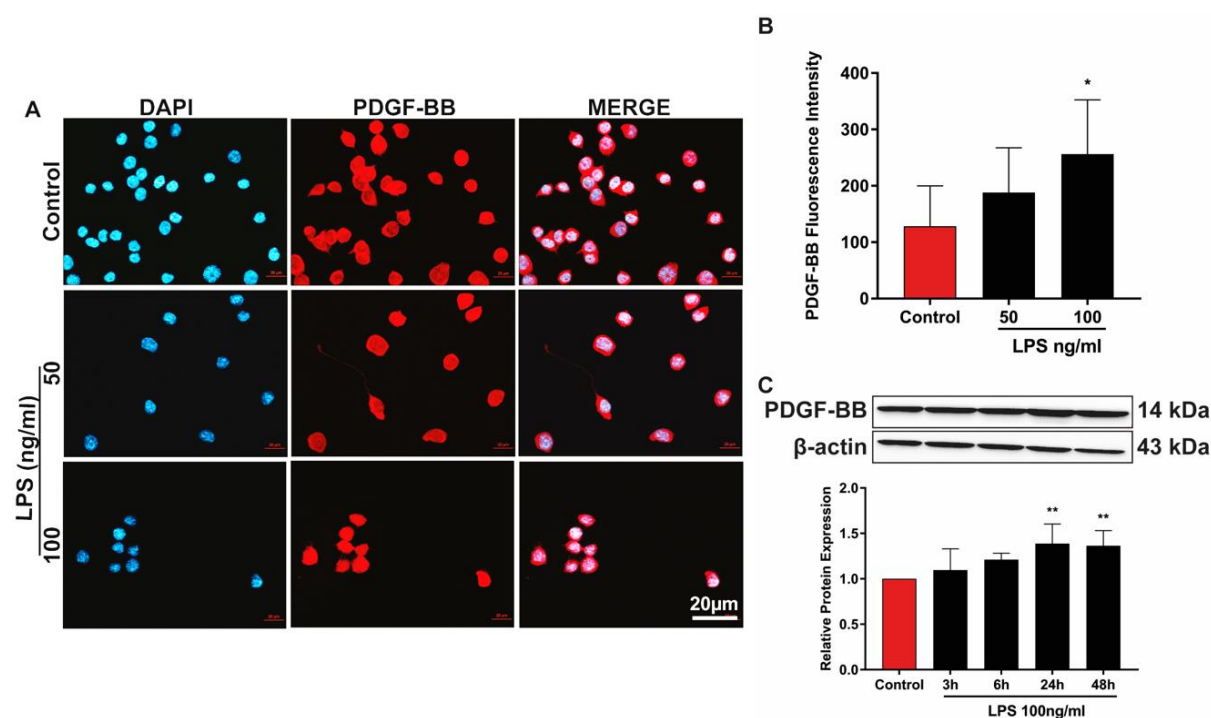 A
DAPI
PDGF-BB
MERGE
Control
LPS (ng/ml)
50
100
20µm
B
PDGF-BB Fluorescence Intensity
400
300
200
100
0
*
Control
50
100
LPS ng/ml
C
PDGF-BB
14 kDa
β-actin
43 kDa
Relative Protein Expression
2.0
1.5
1.0
0.5
0.0
**
**
Control
3h
6h
24h
48h
LPS 100ng/ml